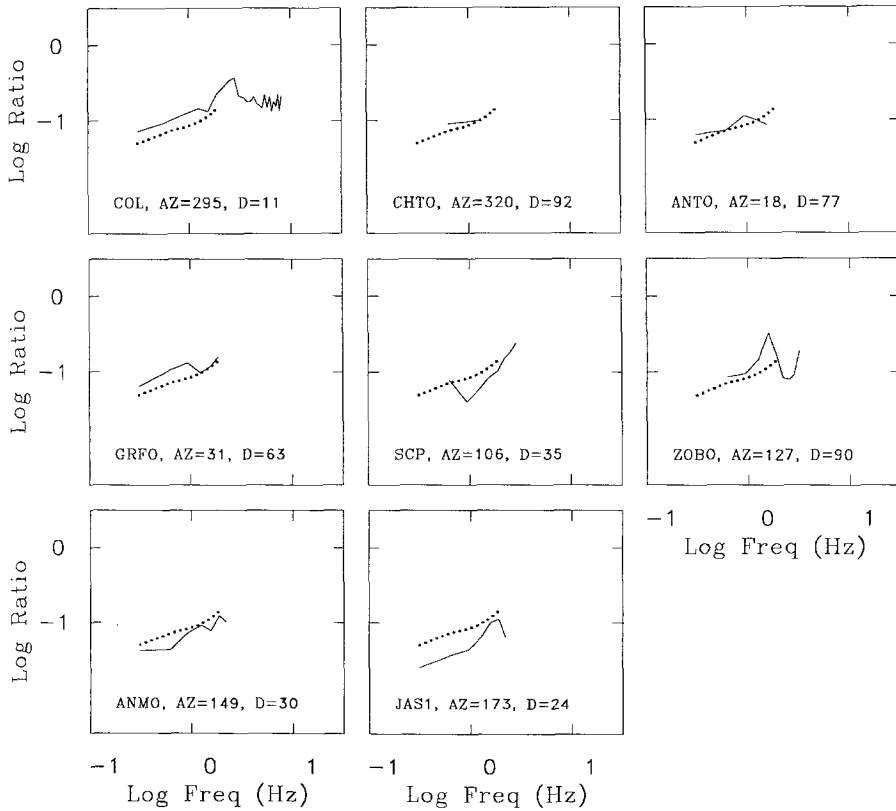 Log Ratio
0
-1
COL, AZ=295, D=11
CHTO, AZ=320, D=92
ANTO, AZ=18, D=77
Log Ratio
0
-1
GRFO, AZ=31, D=63
SCP, AZ=106, D=35
ZOBO, AZ=127, D=90
-1 0 1
Log Freq (Hz)
Log Ratio
0
-1
ANMO, AZ=149, D=30
JAS1, AZ=173, D=24
-1 0 1
Log Freq (Hz)
-1 0 1
Log Freq (Hz)